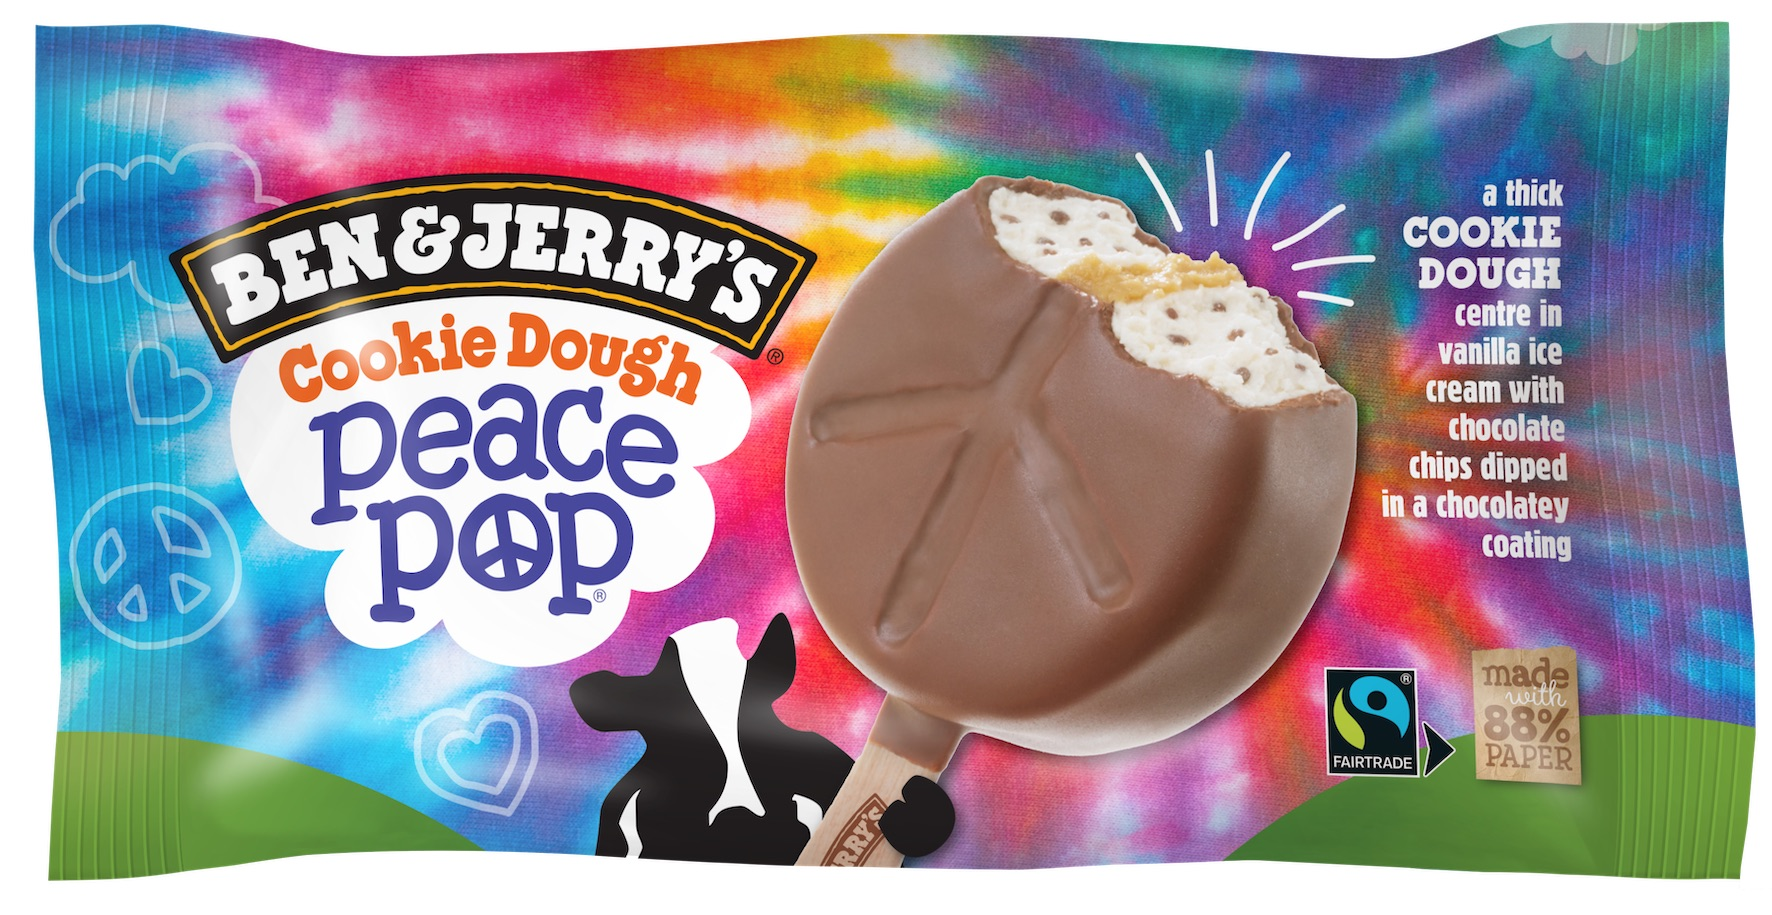 BEN & JERRY'S
®
Cookie Dough
peace
pop
®
a thick
COOKIE
DOUGH
centre in
vanilla ice
cream with
chocolate
chips dipped
in a chocolatey
coating
®
FAIRTRADE
made
with
88%
PAPER
RRY'S